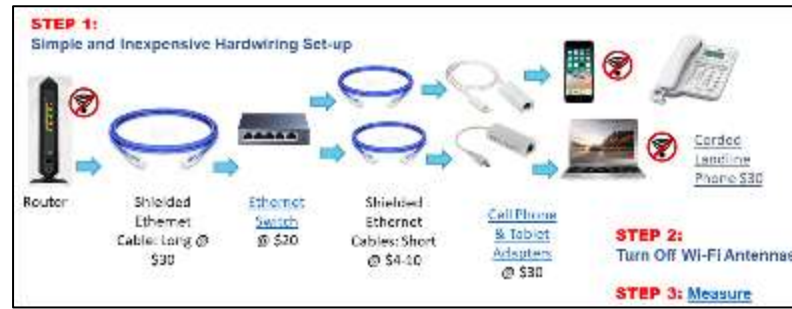 STEP 1:
Simple and Inexpensive Hardwiring Set-up
Router
Shielded
Ethernet
Cable: Long @
$30
Ethernet
Switch
@ $20
Shielded
Ethernet
Cables: Short
@ $4-10
Cell Phone
& Tablet
Adapters
@ $30
Corded
Landline
Phone $30
STEP 2:
Turn Off Wi-Fi Antennas
STEP 3: Measure